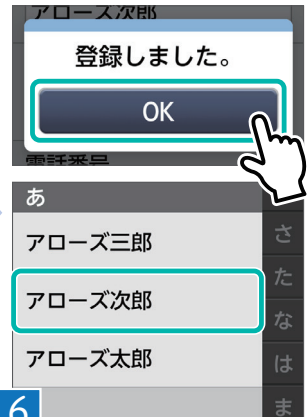 アローズ次郎
登録しました。
OK
電話番号
あ
アローズ三郎
アローズ次郎
アローズ太郎
さ
た
な
は
ま
6